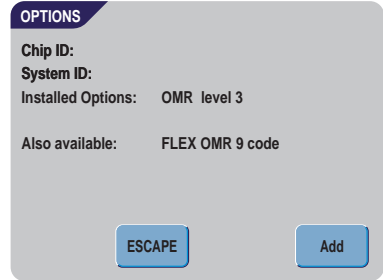 OPTIONS
Chip ID:
System ID:
Installed Options: OMR level 3
Also available: FLEX OMR 9 code
ESCAPE Add